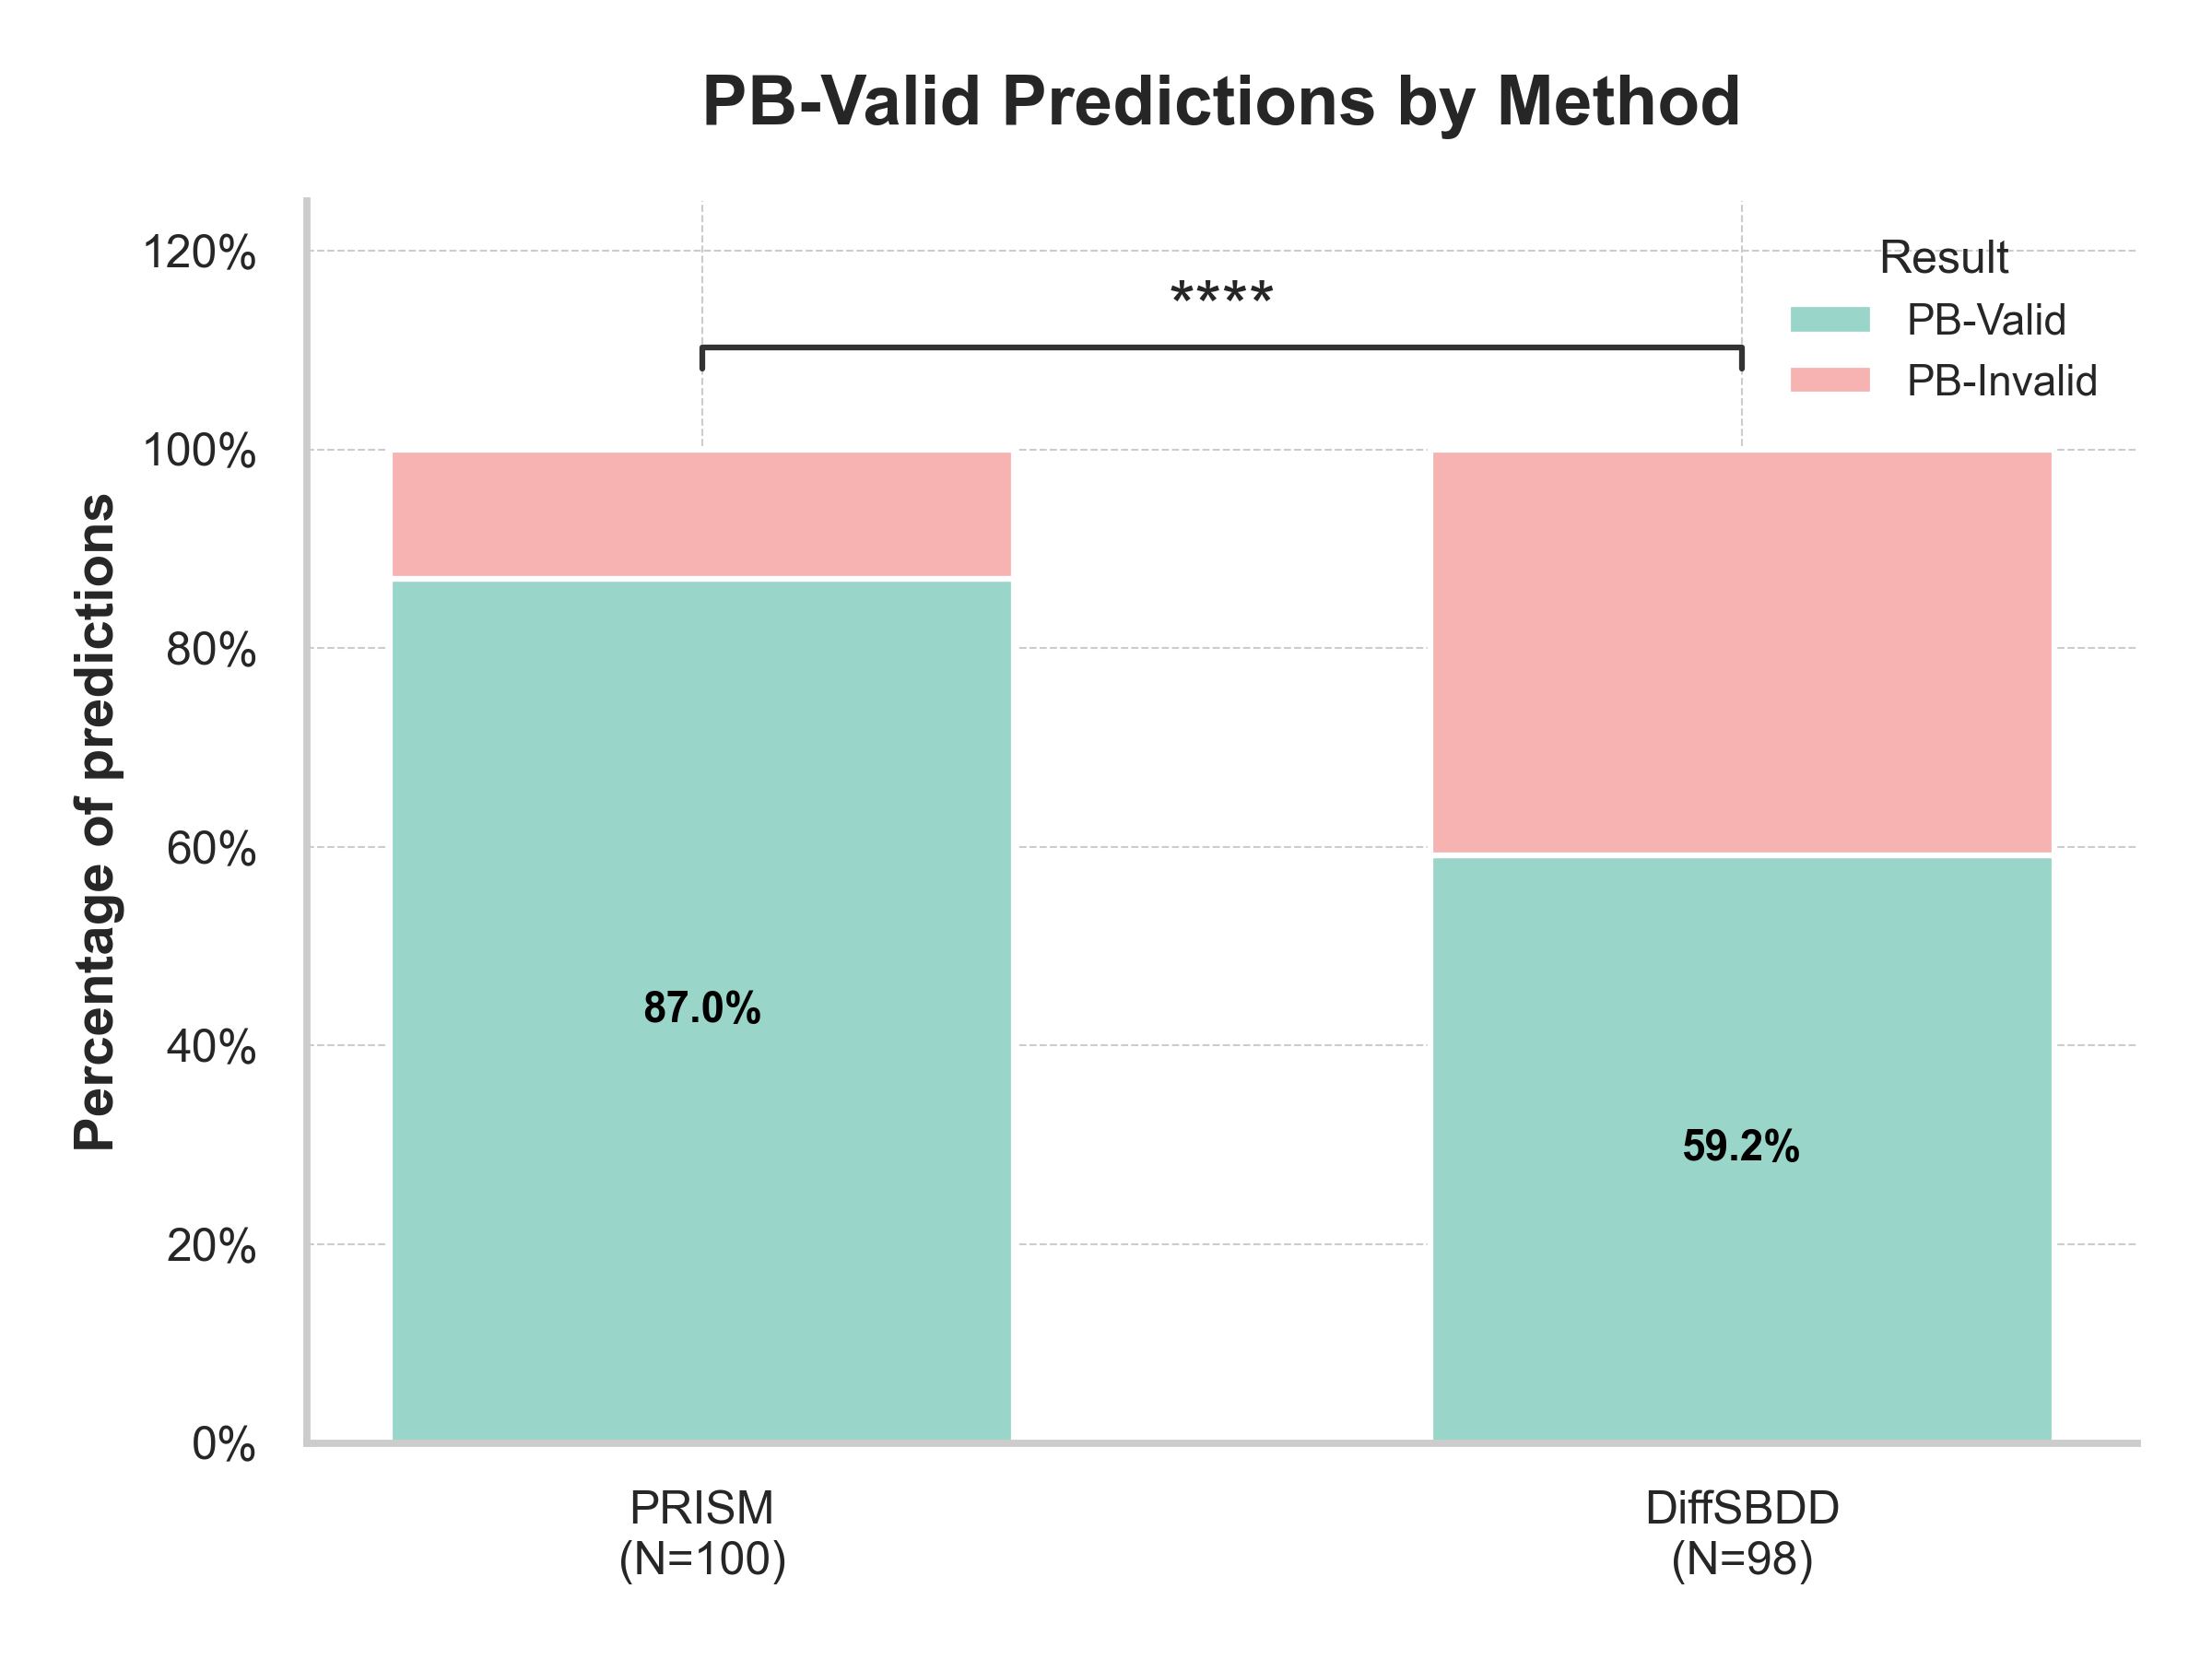 PB-Valid Predictions by Method
Percentage of predictions
120%
100%
80%
60%
40%
20%
0%
****
Result
PB-Valid
PB-Invalid
87.0%
59.2%
PRISM
(N=100)
DiffSBDD
(N=98)